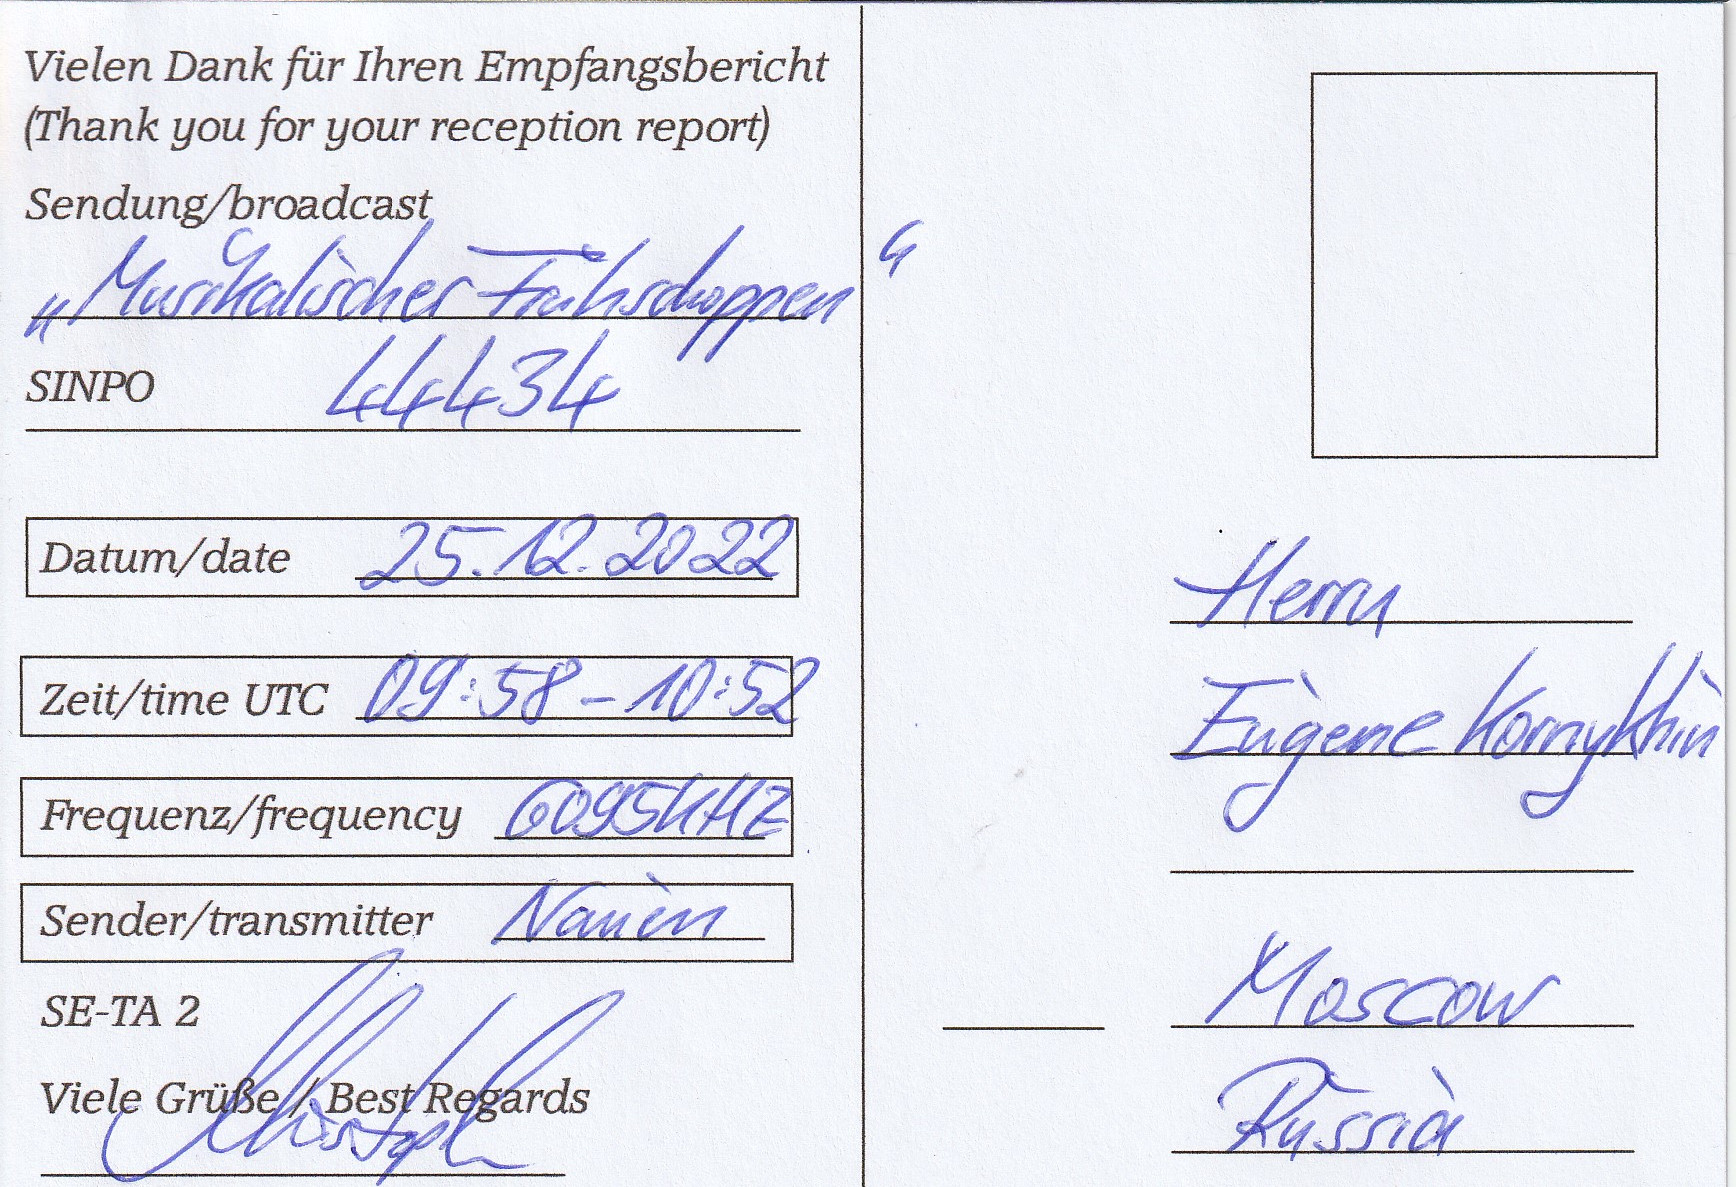 Vielen Dank für Ihren Empfangsbericht
(Thank you for your reception report)
Sendung/broadcast
„Musikalischer Frühschoppen“
SINPO 44434
Datum/date 25.12.2022
Zeit/time UTC 09:58-10:52
Frequenz/frequency 6095KHZ
Sender/transmitter Nauen
SE-TA 2
Viele Grüße / Best Regards
Christoph
Herrn
Eugene Kornykhin
Moscow
Russia